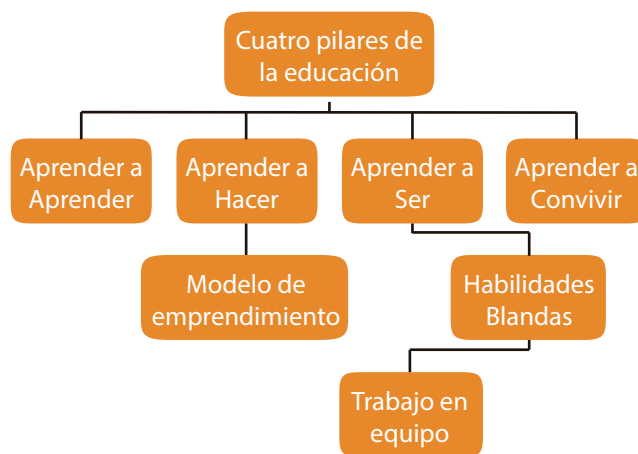 Cuatro pilares de
la educación
Aprender a
Aprender
Aprender a
Hacer
Aprender a
Ser
Aprender a
Convivir
Modelo de
emprendimiento
Habilidades
Blandas
Trabajo en
equipo